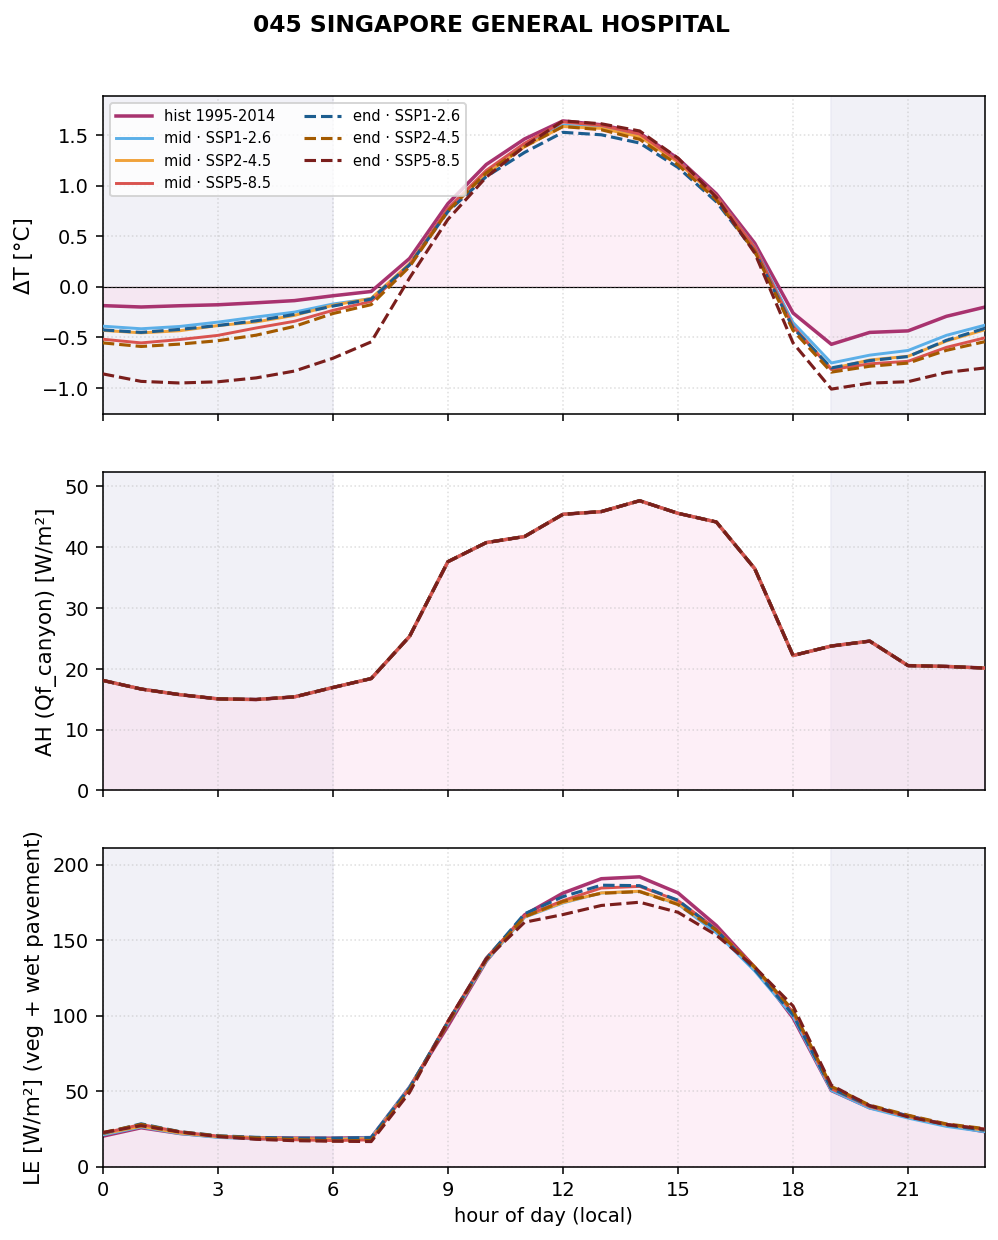 045 SINGAPORE GENERAL HOSPITAL
hist 1995-2014
mid · SSP1-2.6
mid · SSP2-4.5
mid · SSP5-8.5
end · SSP1-2.6
end · SSP2-4.5
end · SSP5-8.5
ΔT [°C]
1.5
1.0
0.5
0.0
−0.5
−1.0
AH (Qf_canyon) [W/m²]
50
40
30
20
10
0
LE [W/m²] (veg + wet pavement)
200
150
100
50
0
0 3 6 9 12 15 18 21
hour of day (local)